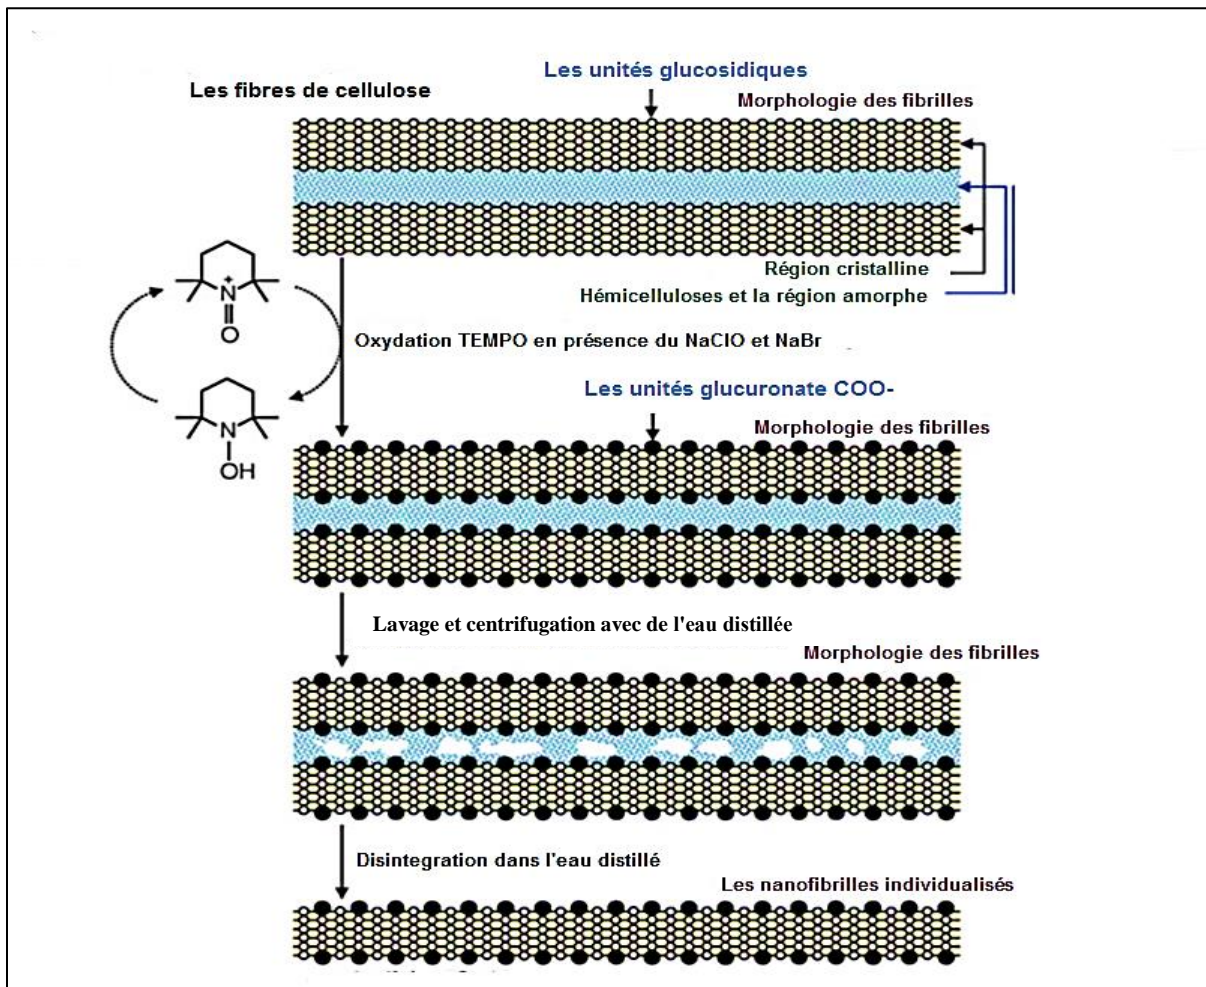 Les unités glucosidiques
Les fibres de cellulose
Morphologie des fibrilles
Région cristalline
Hémicelluloses et la région amorphe
N
+
O
Oxydation TEMPO en présence du NaClO et NaBr
N
OH
Les unités glucuronate COO-
Morphologie des fibrilles
Lavage et centrifugation avec de l'eau distillée
Morphologie des fibrilles
Disintegration dans l'eau distillé
Les nanofibrilles individualisés